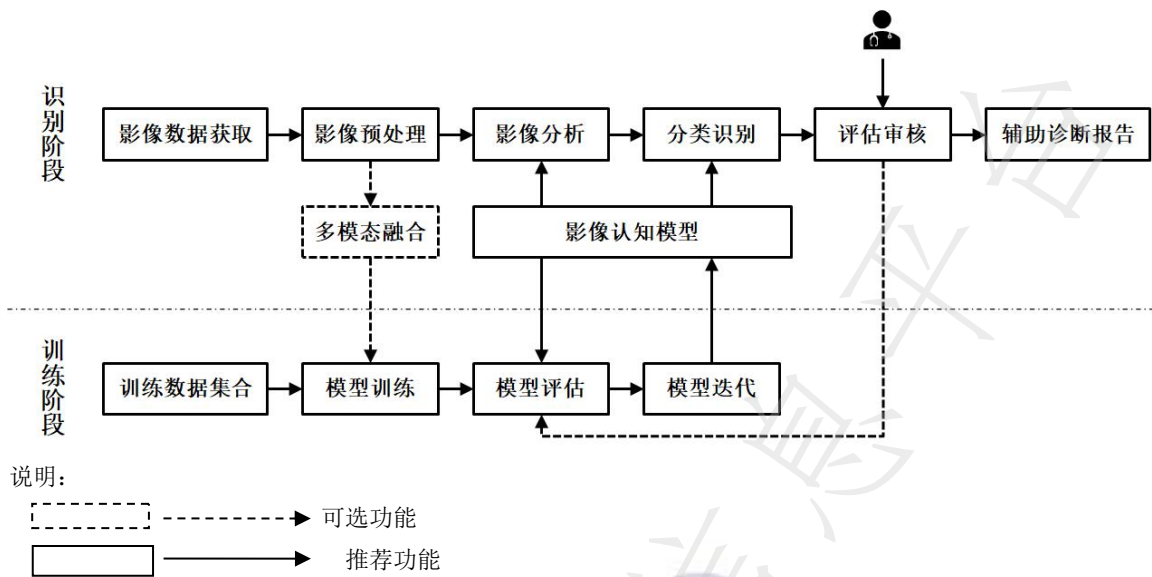 识别阶段
影像数据获取
影像预处理
影像分析
分类识别
评估审核
辅助诊断报告
多模态融合
影像认知模型
训练阶段
训练数据集合
模型训练
模型评估
模型迭代
说明：
可选功能
推荐功能